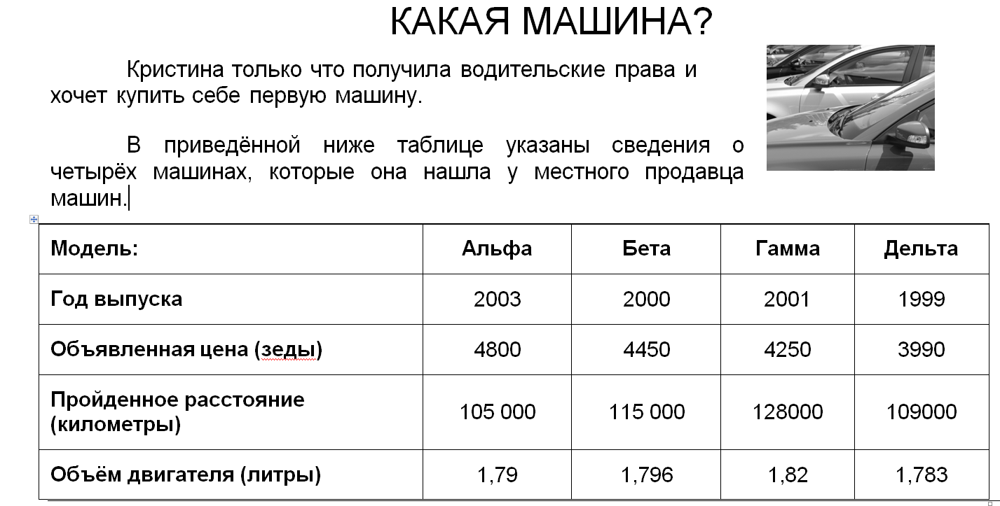 КАКАЯ МАШИНА?
Кристина только что получила водительские права и
хочет купить себе первую машину.
В приведённой ниже таблице указаны сведения о
четырёх машинах, которые она нашла у местного продавца
машин.
Модель: Альфа Бета Гамма Дельта
Год выпуска 2003 2000 2001 1999
Объявленная цена (зеды) 4800 4450 4250 3990
Пройденное расстояние
(километры) 105 000 115 000 128000 109000
Объём двигателя (литры) 1,79 1,796 1,82 1,783